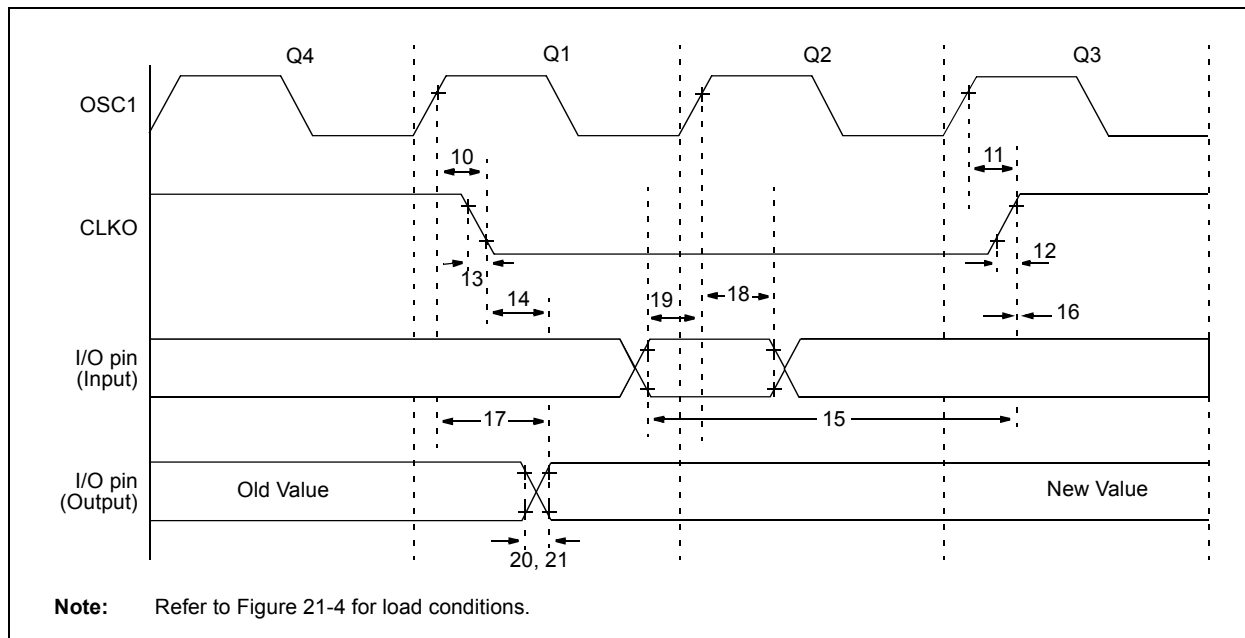 Q4 Q1 Q2 Q3
OSC1
10 11
CLKO
13 12
14 19 18 16
I/O pin
(Input)
17 15
I/O pin
(Output)
Old Value New Value
20, 21
Note: Refer to Figure 21-4 for load conditions.